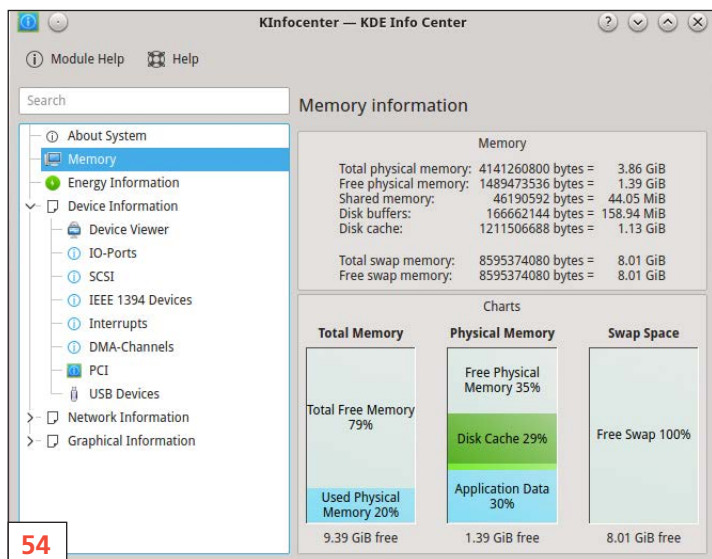 KInfocenter — KDE Info Center
Module Help Help
Search
About System
Memory
Energy Information
Device Information
Device Viewer
IO-Ports
SCSI
IEEE 1394 Devices
Interrupts
DMA-Channels
PCI
USB Devices
Network Information
Graphical Information
Memory information
Memory
Total physical memory: 4141260800 bytes = 3.86 GiB
Free physical memory: 1489473536 bytes = 1.39 GiB
Shared memory: 46190592 bytes = 44.05 MiB
Disk buffers: 166662144 bytes = 158.94 MiB
Disk cache: 1211506688 bytes = 1.13 GiB
Total swap memory: 8595374080 bytes = 8.01 GiB
Free swap memory: 8595374080 bytes = 8.01 GiB
Charts
Total Memory
Total Free Memory
79%
Used Physical
Memory 20%
9.39 GiB free
Physical Memory
Free Physical
Memory 35%
Disk Cache 29%
Application Data
30%
1.39 GiB free
Swap Space
Free Swap 100%
8.01 GiB free
54